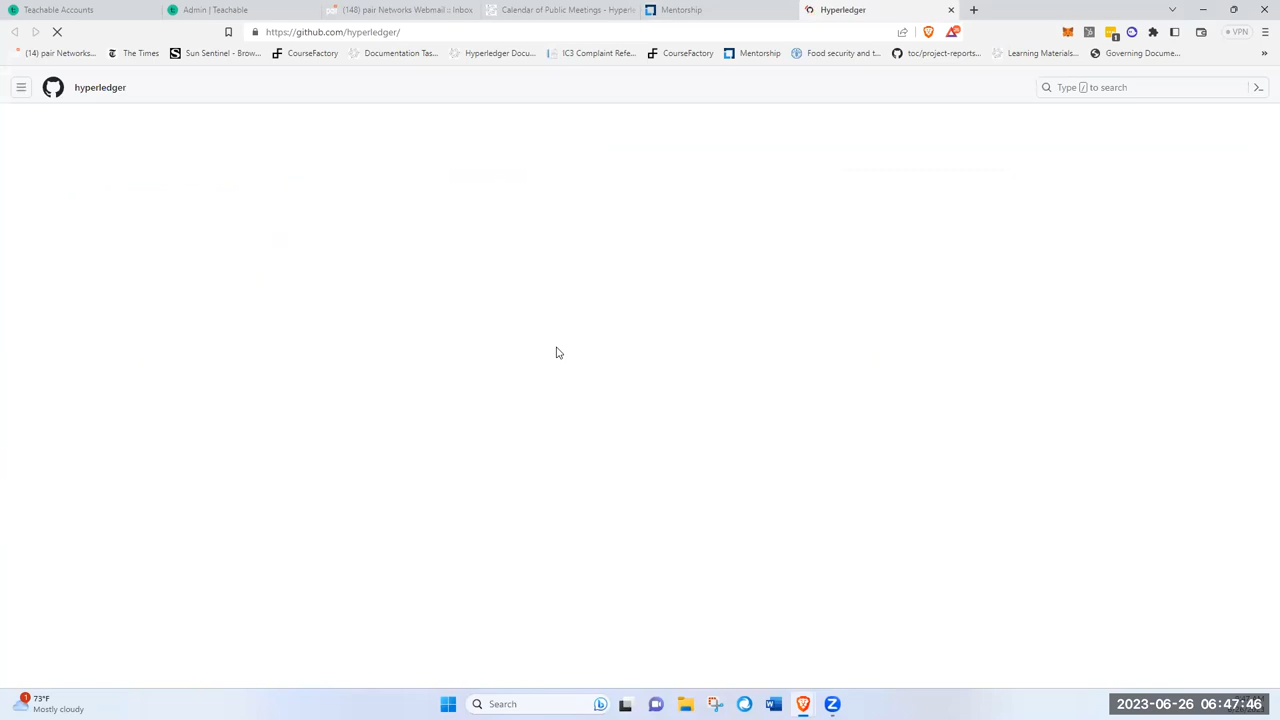 Teachable Accounts
Admin | Teachable
(148) pair Networks Webmail :: Inbox
Calendar of Public Meetings - Hyperl
Mentorship
Hyperledger
https://github.com/hyperledger/
VPN
(14) pair Networks...
The Times
Sun Sentinel - Brow...
CourseFactory
Documentation Tas...
Hyperledger Docu...
IC3 Complaint Refe...
CourseFactory
Mentorship
Food security and t...
toc/project-reports...
Learning Materials...
Governing Docume...
hyperledger
Type / to search
1
73°F
Mostly cloudy
Search
2023-06-26 06:47:46